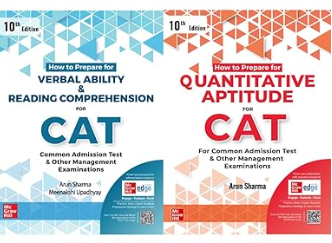 10th
Edition
How to Prepare for
VERBAL ABILITY
&
READING COMPREHENSION
FOR
CAT
Common Admission Test
& Other Management
Examinations
Arun Sharma
Meenakshi Upadhyay
Mc
Graw
Hill
edge
10th
Edition
How to Prepare for
QUANTITATIVE
APTITUDE
FOR
CAT
For Common Admission Test
& Other Management
Examinations
Arun Sharma
Mc
Graw
Hill
edge